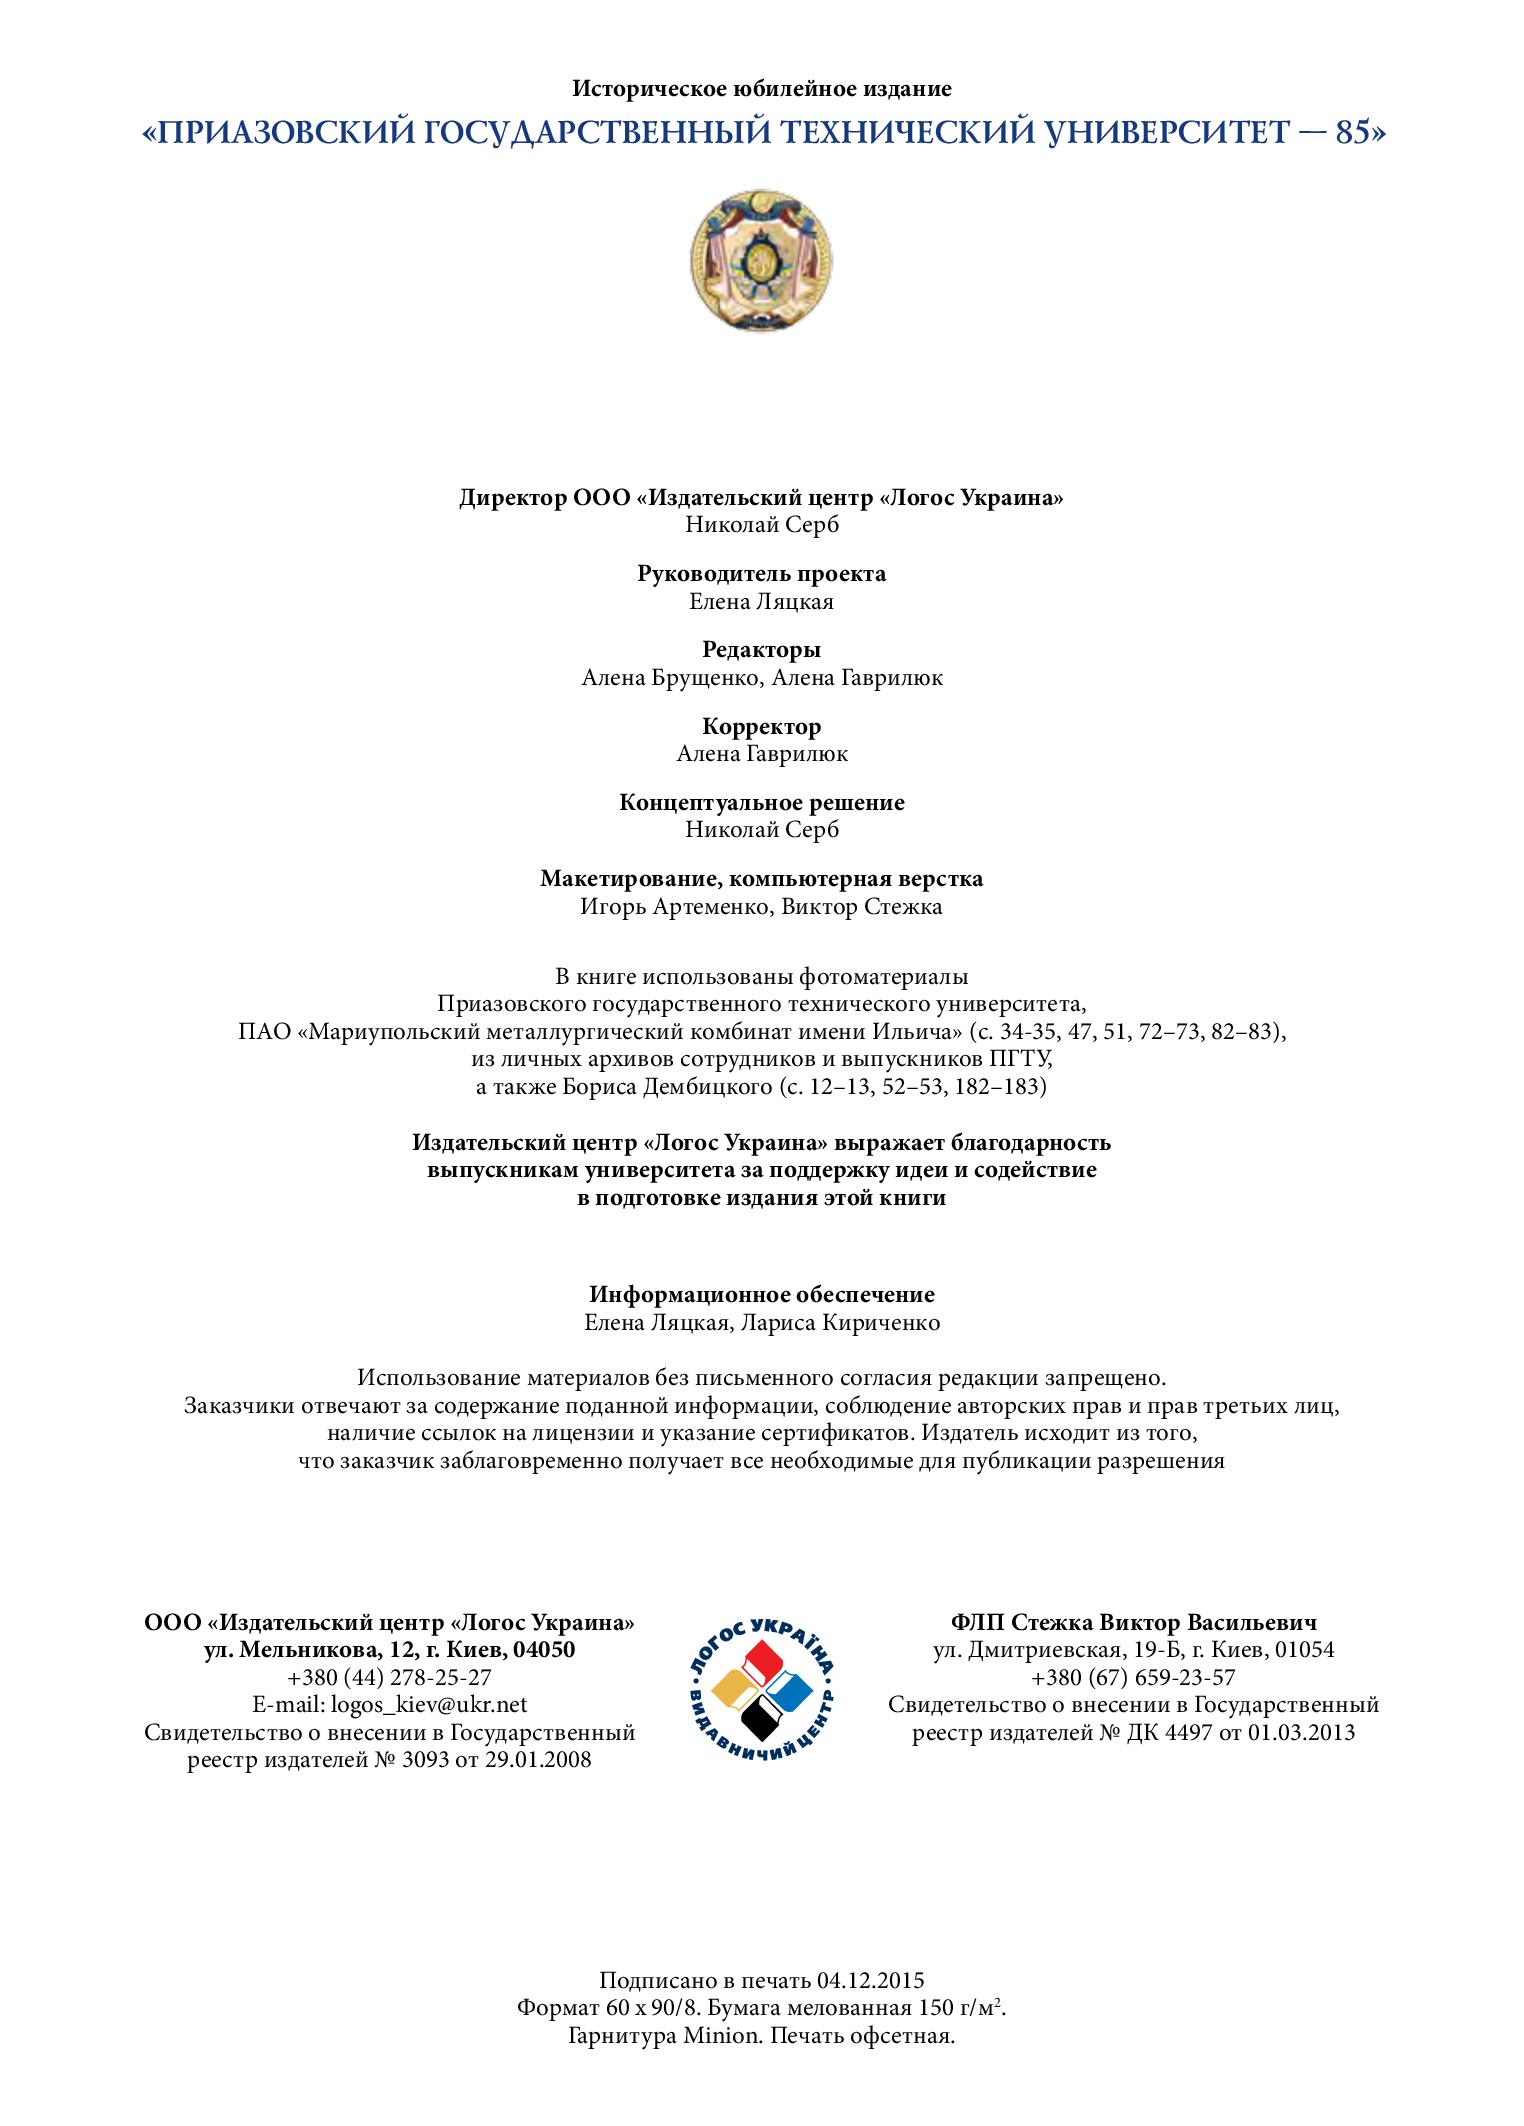 Историческое юбилейное издание
«ПРИАЗОВСКИЙ ГОСУДАРСТВЕННЫЙ ТЕХНИЧЕСКИЙ УНИВЕРСИТЕТ — 85»
Директор ООО «Издательский центр «Логос Украина»
Николай Серб
Руководитель проекта
Елена Ляцкая
Редакторы
Алена Брущенко, Алена Гаврилюк
Корректор
Алена Гаврилюк
Концептуальное решение
Николай Серб
Макетирование, компьютерная верстка
Игорь Артеменко, Виктор Стежка
В книге использованы фотоматериалы
Приазовского государственного технического университета,
ПАО «Мариупольский металлургический комбинат имени Ильича» (с. 34-35, 47, 51, 72–73, 82–83),
из личных архивов сотрудников и выпускников ПГТУ,
а также Бориса Дембицкого (с. 12–13, 52–53, 182–183)
Издательский центр «Логос Украина» выражает благодарность
выпускникам университета за поддержку идеи и содействие
в подготовке издания этой книги
Информационное обеспечение
Елена Ляцкая, Лариса Кириченко
Использование материалов без письменного согласия редакции запрещено.
Заказчики отвечают за содержание поданной информации, соблюдение авторских прав и прав третьих лиц,
наличие ссылок на лицензии и указание сертификатов. Издатель исходит из того,
что заказчик заблаговременно получает все необходимые для публикации разрешения
ООО «Издательский центр «Логос Украина»
ул. Мельникова, 12, г. Киев, 04050
+380 (44) 278-25-27
E-mail: logos_kiev@ukr.net
Свидетельство о внесении в Государственный
реестр издателей № 3093 от 29.01.2008
• ЛОГОС УКРАЇНА •
ВИДАВНИЧИЙ ЦЕНТР
ФЛП Стежка Виктор Васильевич
ул. Дмитриевская, 19-Б, г. Киев, 01054
+380 (67) 659-23-57
Свидетельство о внесении в Государственный
реестр издателей № ДК 4497 от 01.03.2013
Подписано в печать 04.12.2015
Формат 60 х 90/8. Бумага мелованная 150 г/м².
Гарнитура Minion. Печать офсетная.